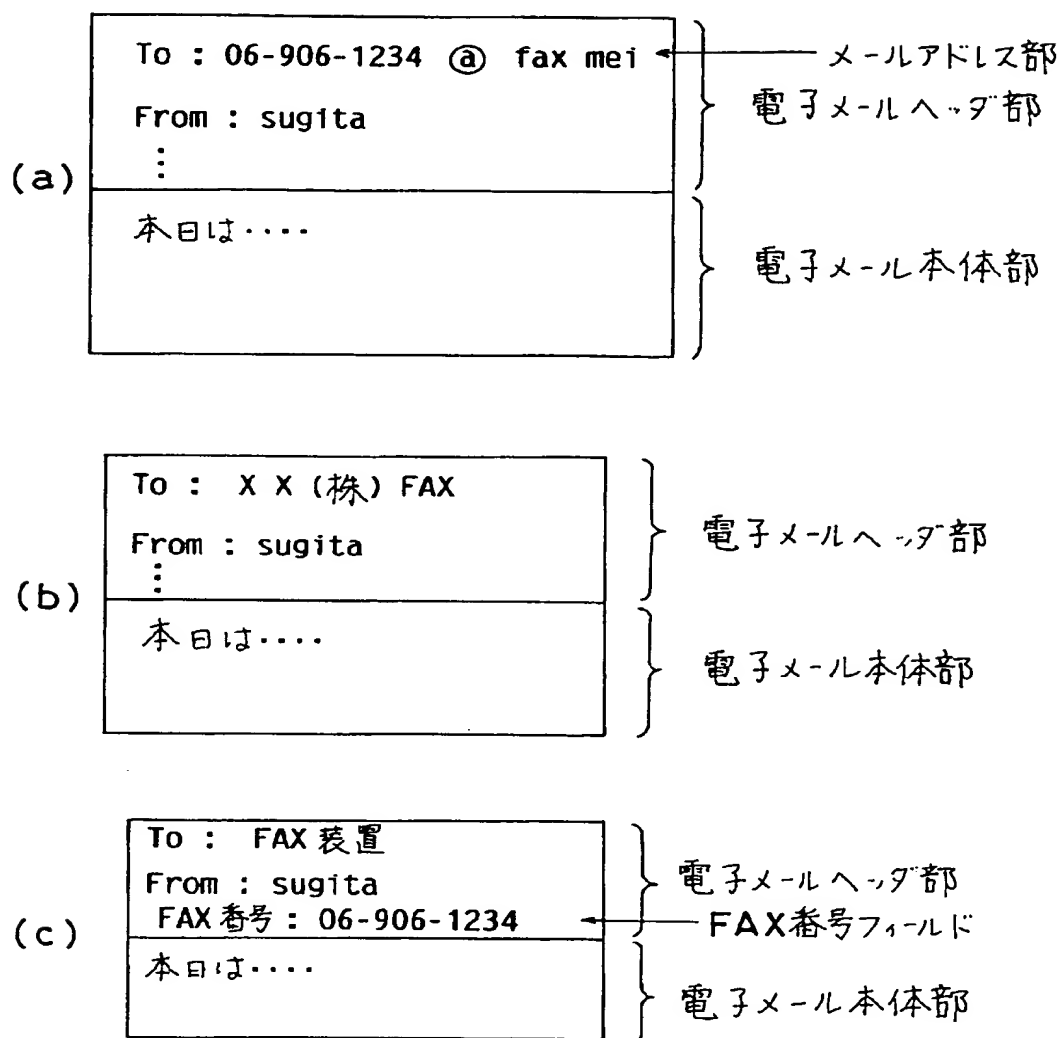 To : 06-906-1234 @ fax mei
メールアドレス部
電子メールヘッダ部
From : sugita
⋮
(a)
本日は････
電子メール本体部
To : X X (株) FAX
電子メールヘッダ部
From : sugita
⋮
(b)
本日は････
電子メール本体部
To : FAX装置
電子メールヘッダ部
From : sugita
FAX番号 : 06-906-1234
FAX番号フィールド
(c)
本日は････
電子メール本体部